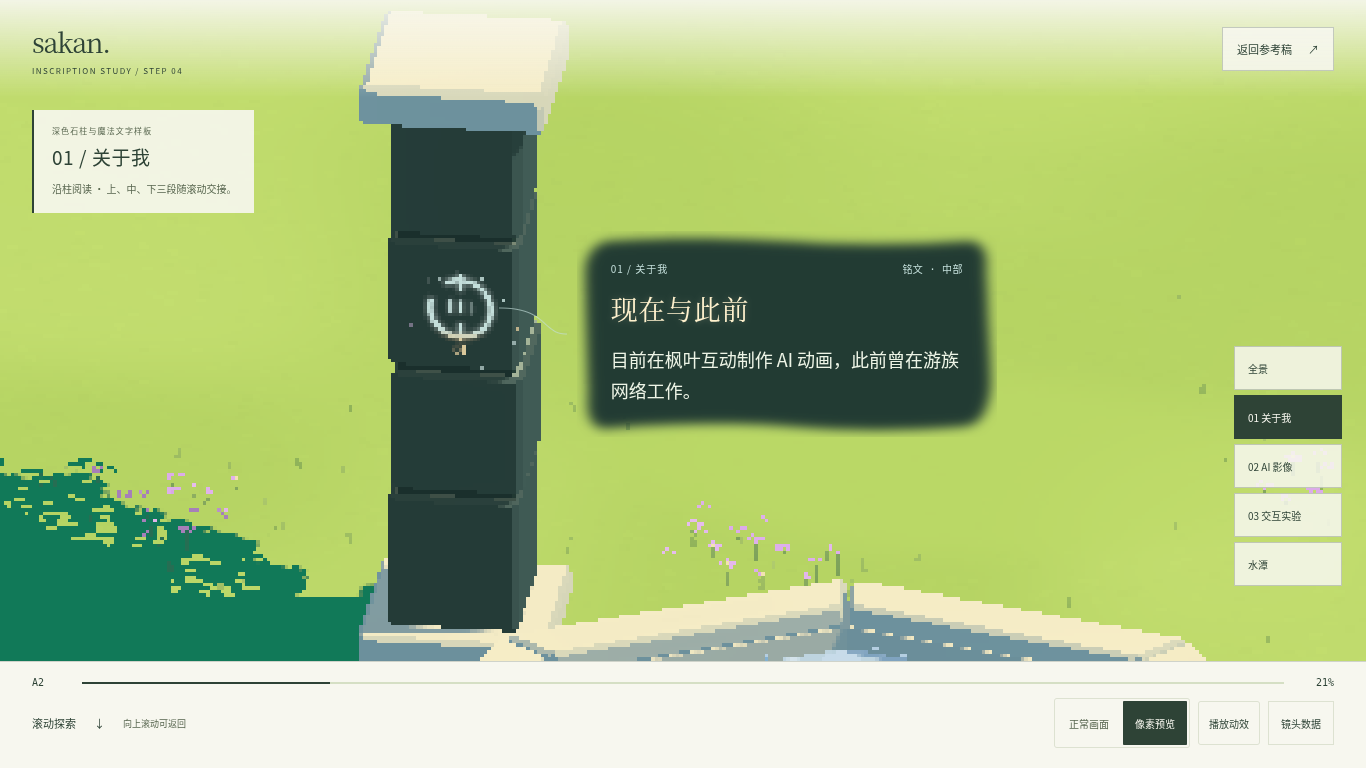 sakan.
INSCRIPTION STUDY / STEP 04
返回参考稿 ↗
深色石柱与魔法文字样板
01 / 关于我
沿柱阅读 · 上、中、下三段随滚动交接。
01 / 关于我
铭文 · 中部
现在与此前
目前在枫叶互动制作 AI 动画，此前曾在游族
网络工作。
全景
01 关于我
02 AI 影像
03 交互实验
水潭
A2
21%
滚动探索 ↓ 向上滚动可返回
正常画面
像素预览
播放动效
镜头数据